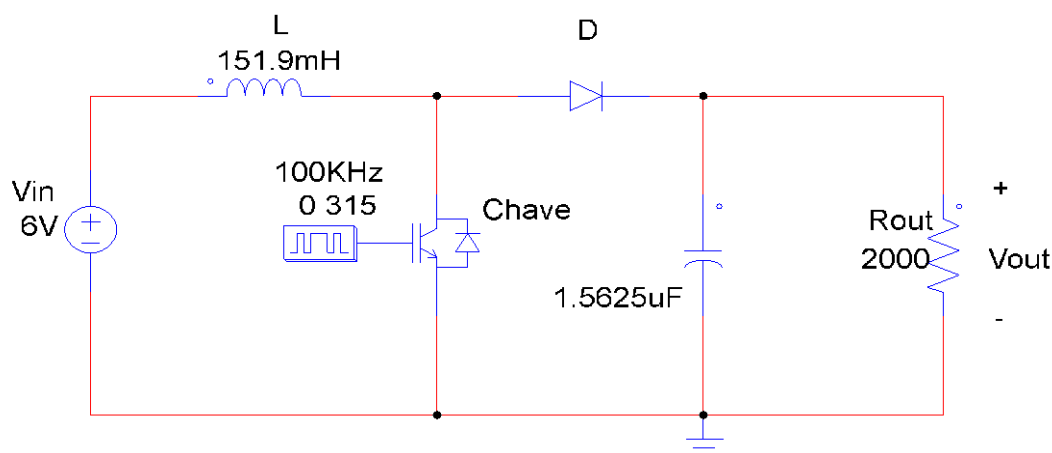 L
151.9mH
D
Vin
6V
+
−
100KHz
0 315
Chave
1.5625uF
Rout
2000
+
Vout
-